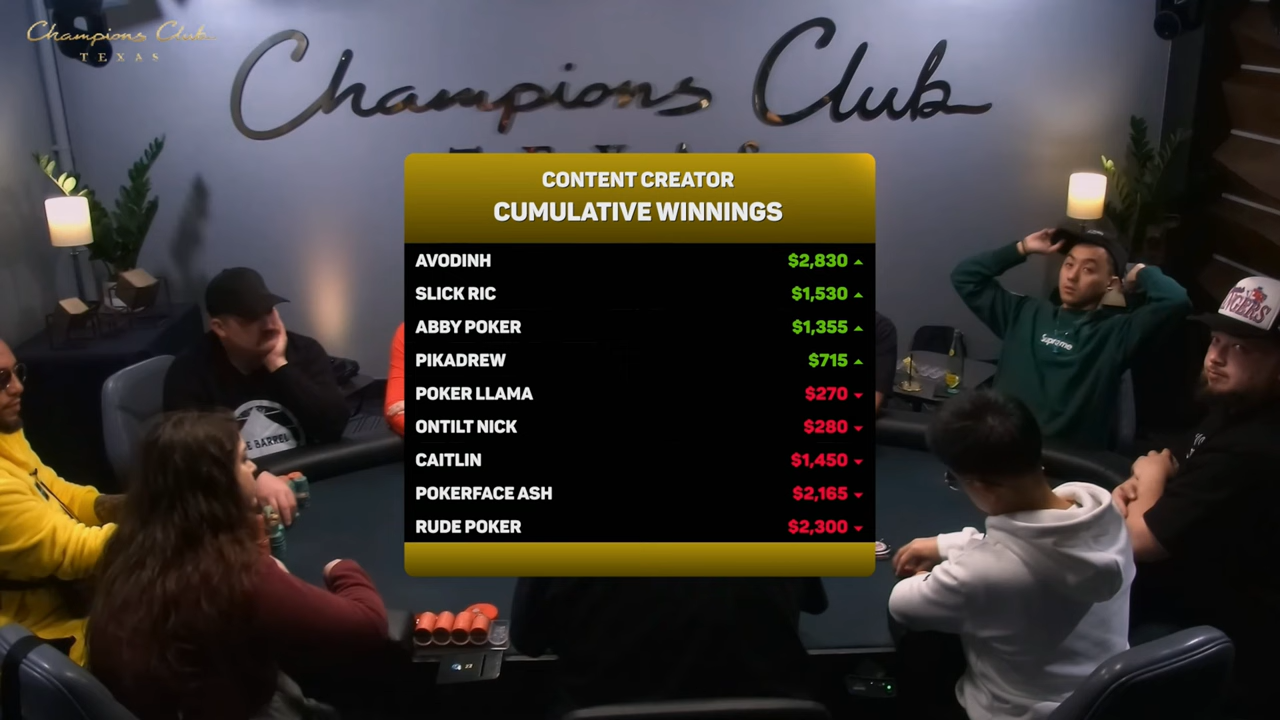 Champions Club
TEXAS
Champions Club
CONTENT CREATOR
CUMULATIVE WINNINGS
AVODINH $2,830
SLICK RIC $1,530
ABBY POKER $1,355
PIKADREW $715
POKER LLAMA $270
ONTILT NICK $280
CAITLIN $1,450
POKERFACE ASH $2,165
RUDE POKER $2,300
Supreme
BARREL